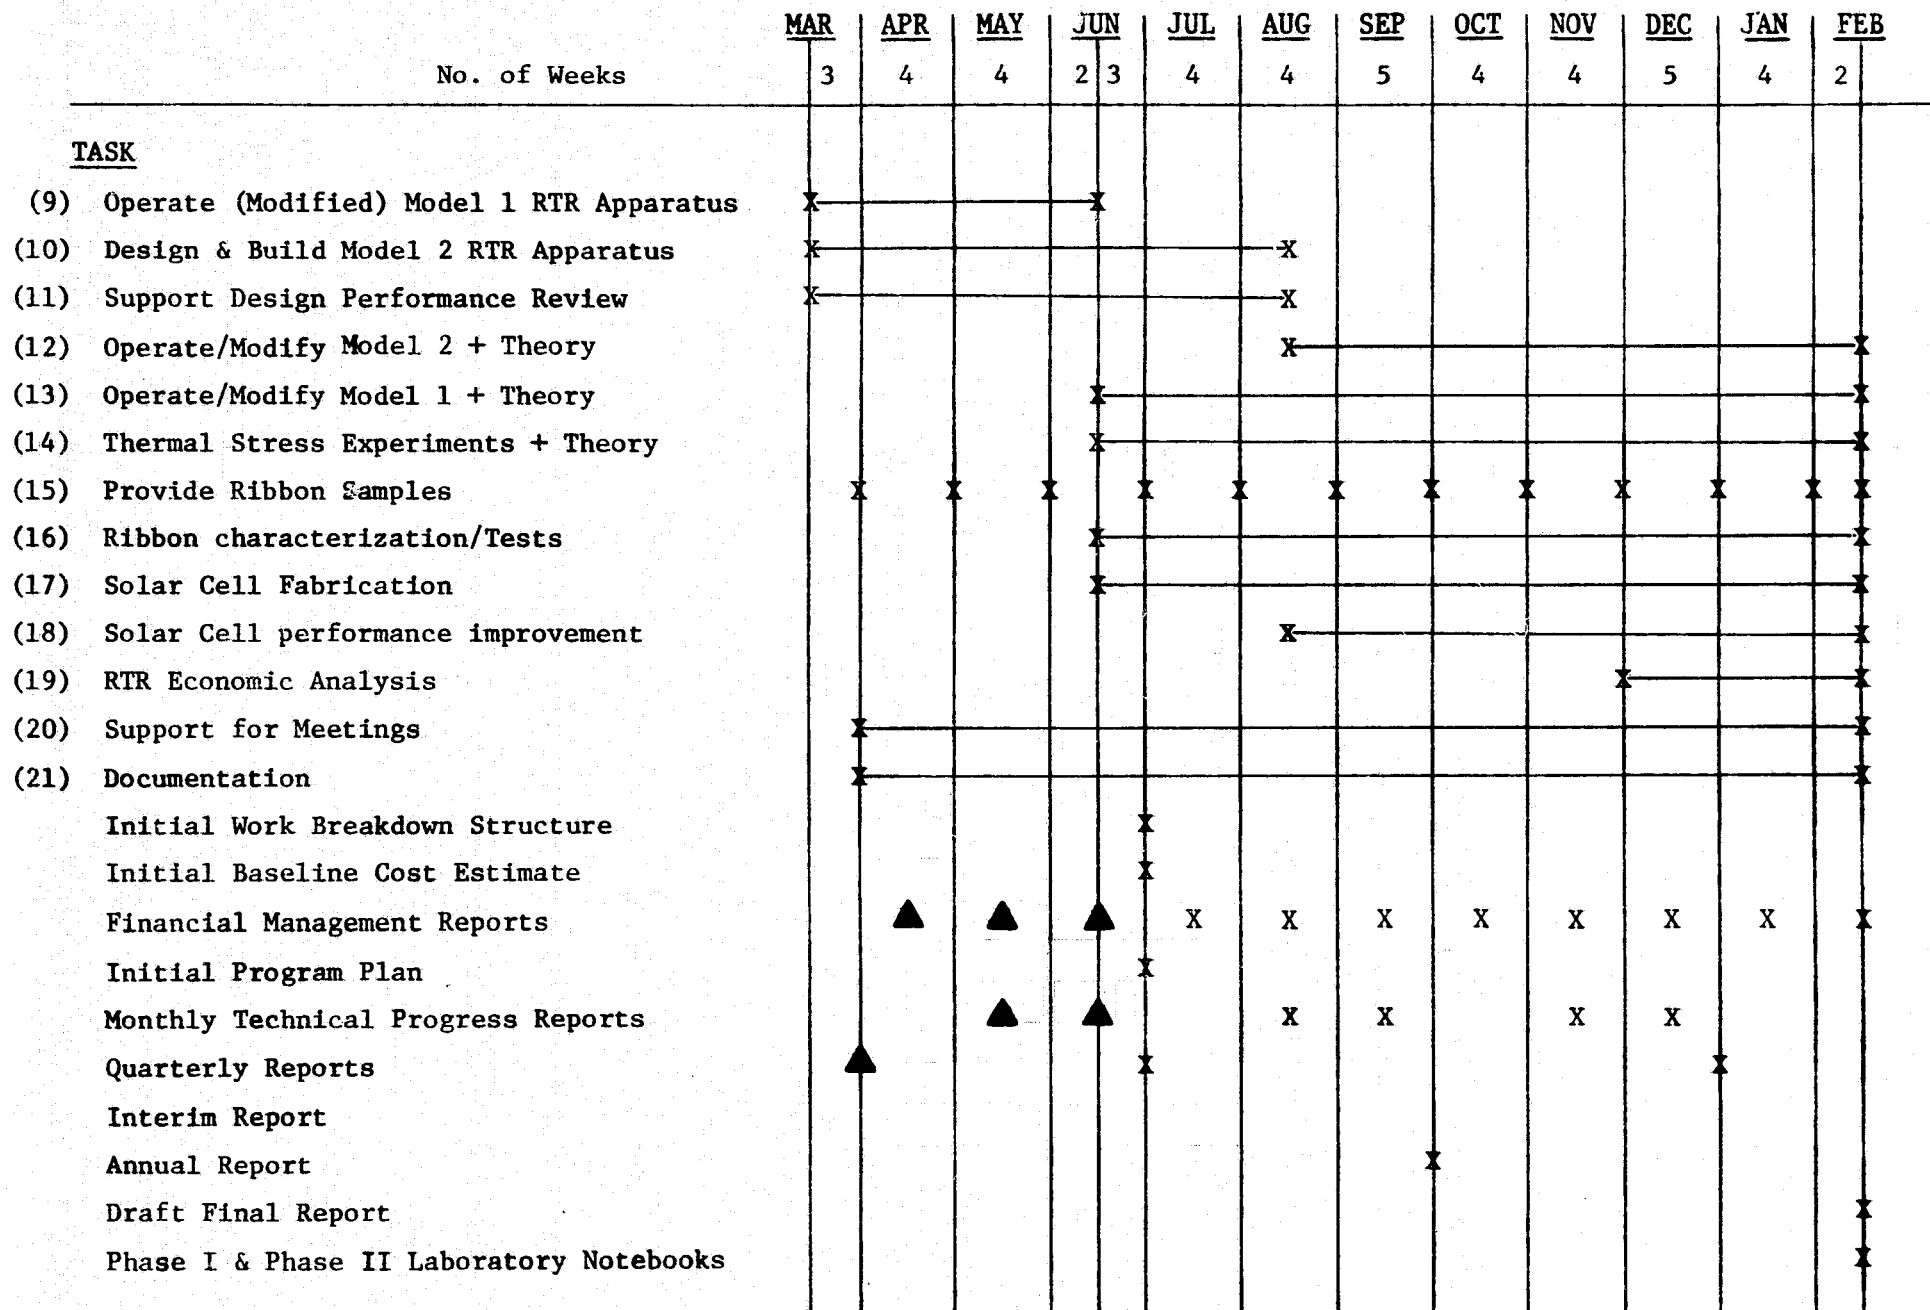 MAR APR MAY JUN JUL AUG SEP OCT NOV DEC JAN FEB
No. of Weeks 3 4 4 2 3 4 4 5 4 4 5 4 2
TASK
(9) Operate (Modified) Model 1 RTR Apparatus X X
(10) Design & Build Model 2 RTR Apparatus X X
(11) Support Design Performance Review X X
(12) Operate/Modify Model 2 + Theory X X
(13) Operate/Modify Model 1 + Theory X X
(14) Thermal Stress Experiments + Theory X X
(15) Provide Ribbon Samples X X X X X X X X X X X X
(16) Ribbon characterization/Tests X X
(17) Solar Cell Fabrication X X
(18) Solar Cell performance improvement X X
(19) RTR Economic Analysis X X
(20) Support for Meetings X X
(21) Documentation X X
Initial Work Breakdown Structure X
Initial Baseline Cost Estimate X
Financial Management Reports X X X X X X X X
Initial Program Plan X
Monthly Technical Progress Reports X X X X
Quarterly Reports X X
Interim Report
Annual Report X
Draft Final Report X
Phase I & Phase II Laboratory Notebooks X